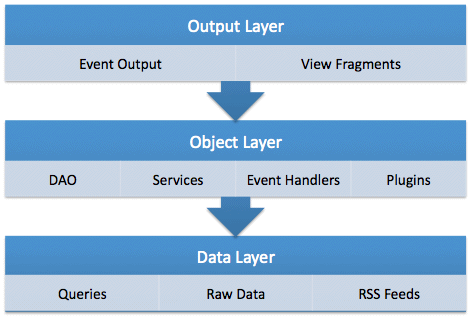 Output Layer
Event Output View Fragments
Object Layer
DAO Services Event Handlers Plugins
Data Layer
Queries Raw Data RSS Feeds